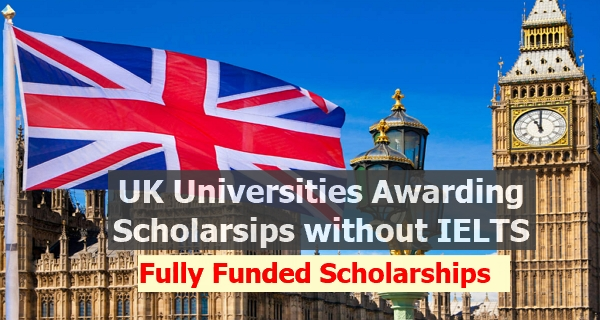 UK Universities Awarding
Scholarsips without IELTS
Fully Funded Scholarships